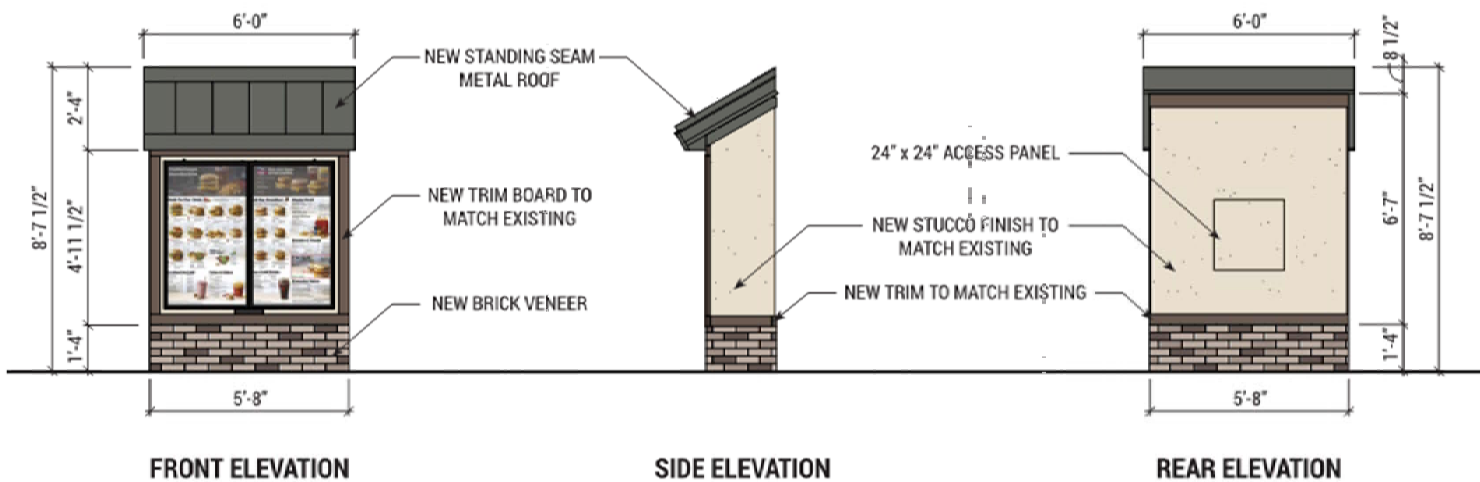 6'-0"
6'-0"
8 1/2"
NEW STANDING SEAM
METAL ROOF
2'-4"
24" x 24" ACCESS PANEL
NEW TRIM BOARD TO
MATCH EXISTING
8'-7 1/2"
4'-11 1/2"
NEW STUCCO FINISH TO
MATCH EXISTING
6'-7"
8'-7 1/2"
NEW BRICK VENEER
NEW TRIM TO MATCH EXISTING
1'-4"
1'-4"
5'-8"
5'-8"
FRONT ELEVATION
SIDE ELEVATION
REAR ELEVATION